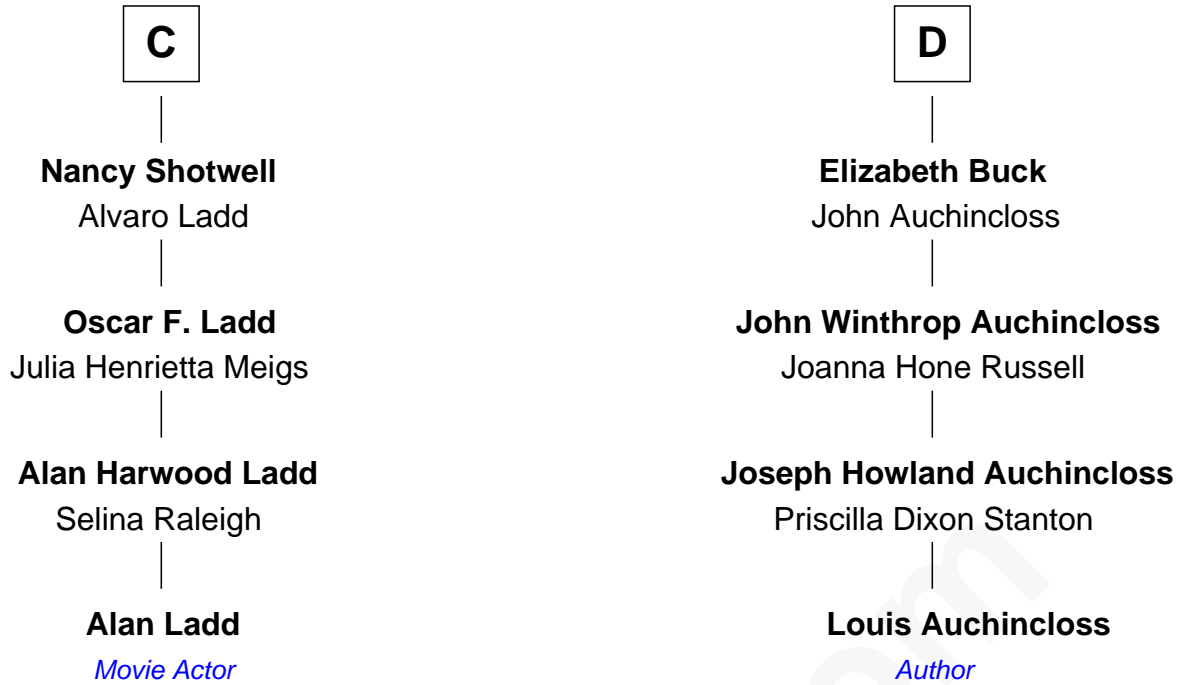 C
Nancy Shotwell
Alvaro Ladd
Oscar F. Ladd
Julia Henrietta Meigs
Alan Harwood Ladd
Selina Raleigh
Alan Ladd
Movie Actor
D
Elizabeth Buck
John Auchincloss
John Winthrop Auchincloss
Joanna Hone Russell
Joseph Howland Auchincloss
Priscilla Dixon Stanton
Louis Auchincloss
Author